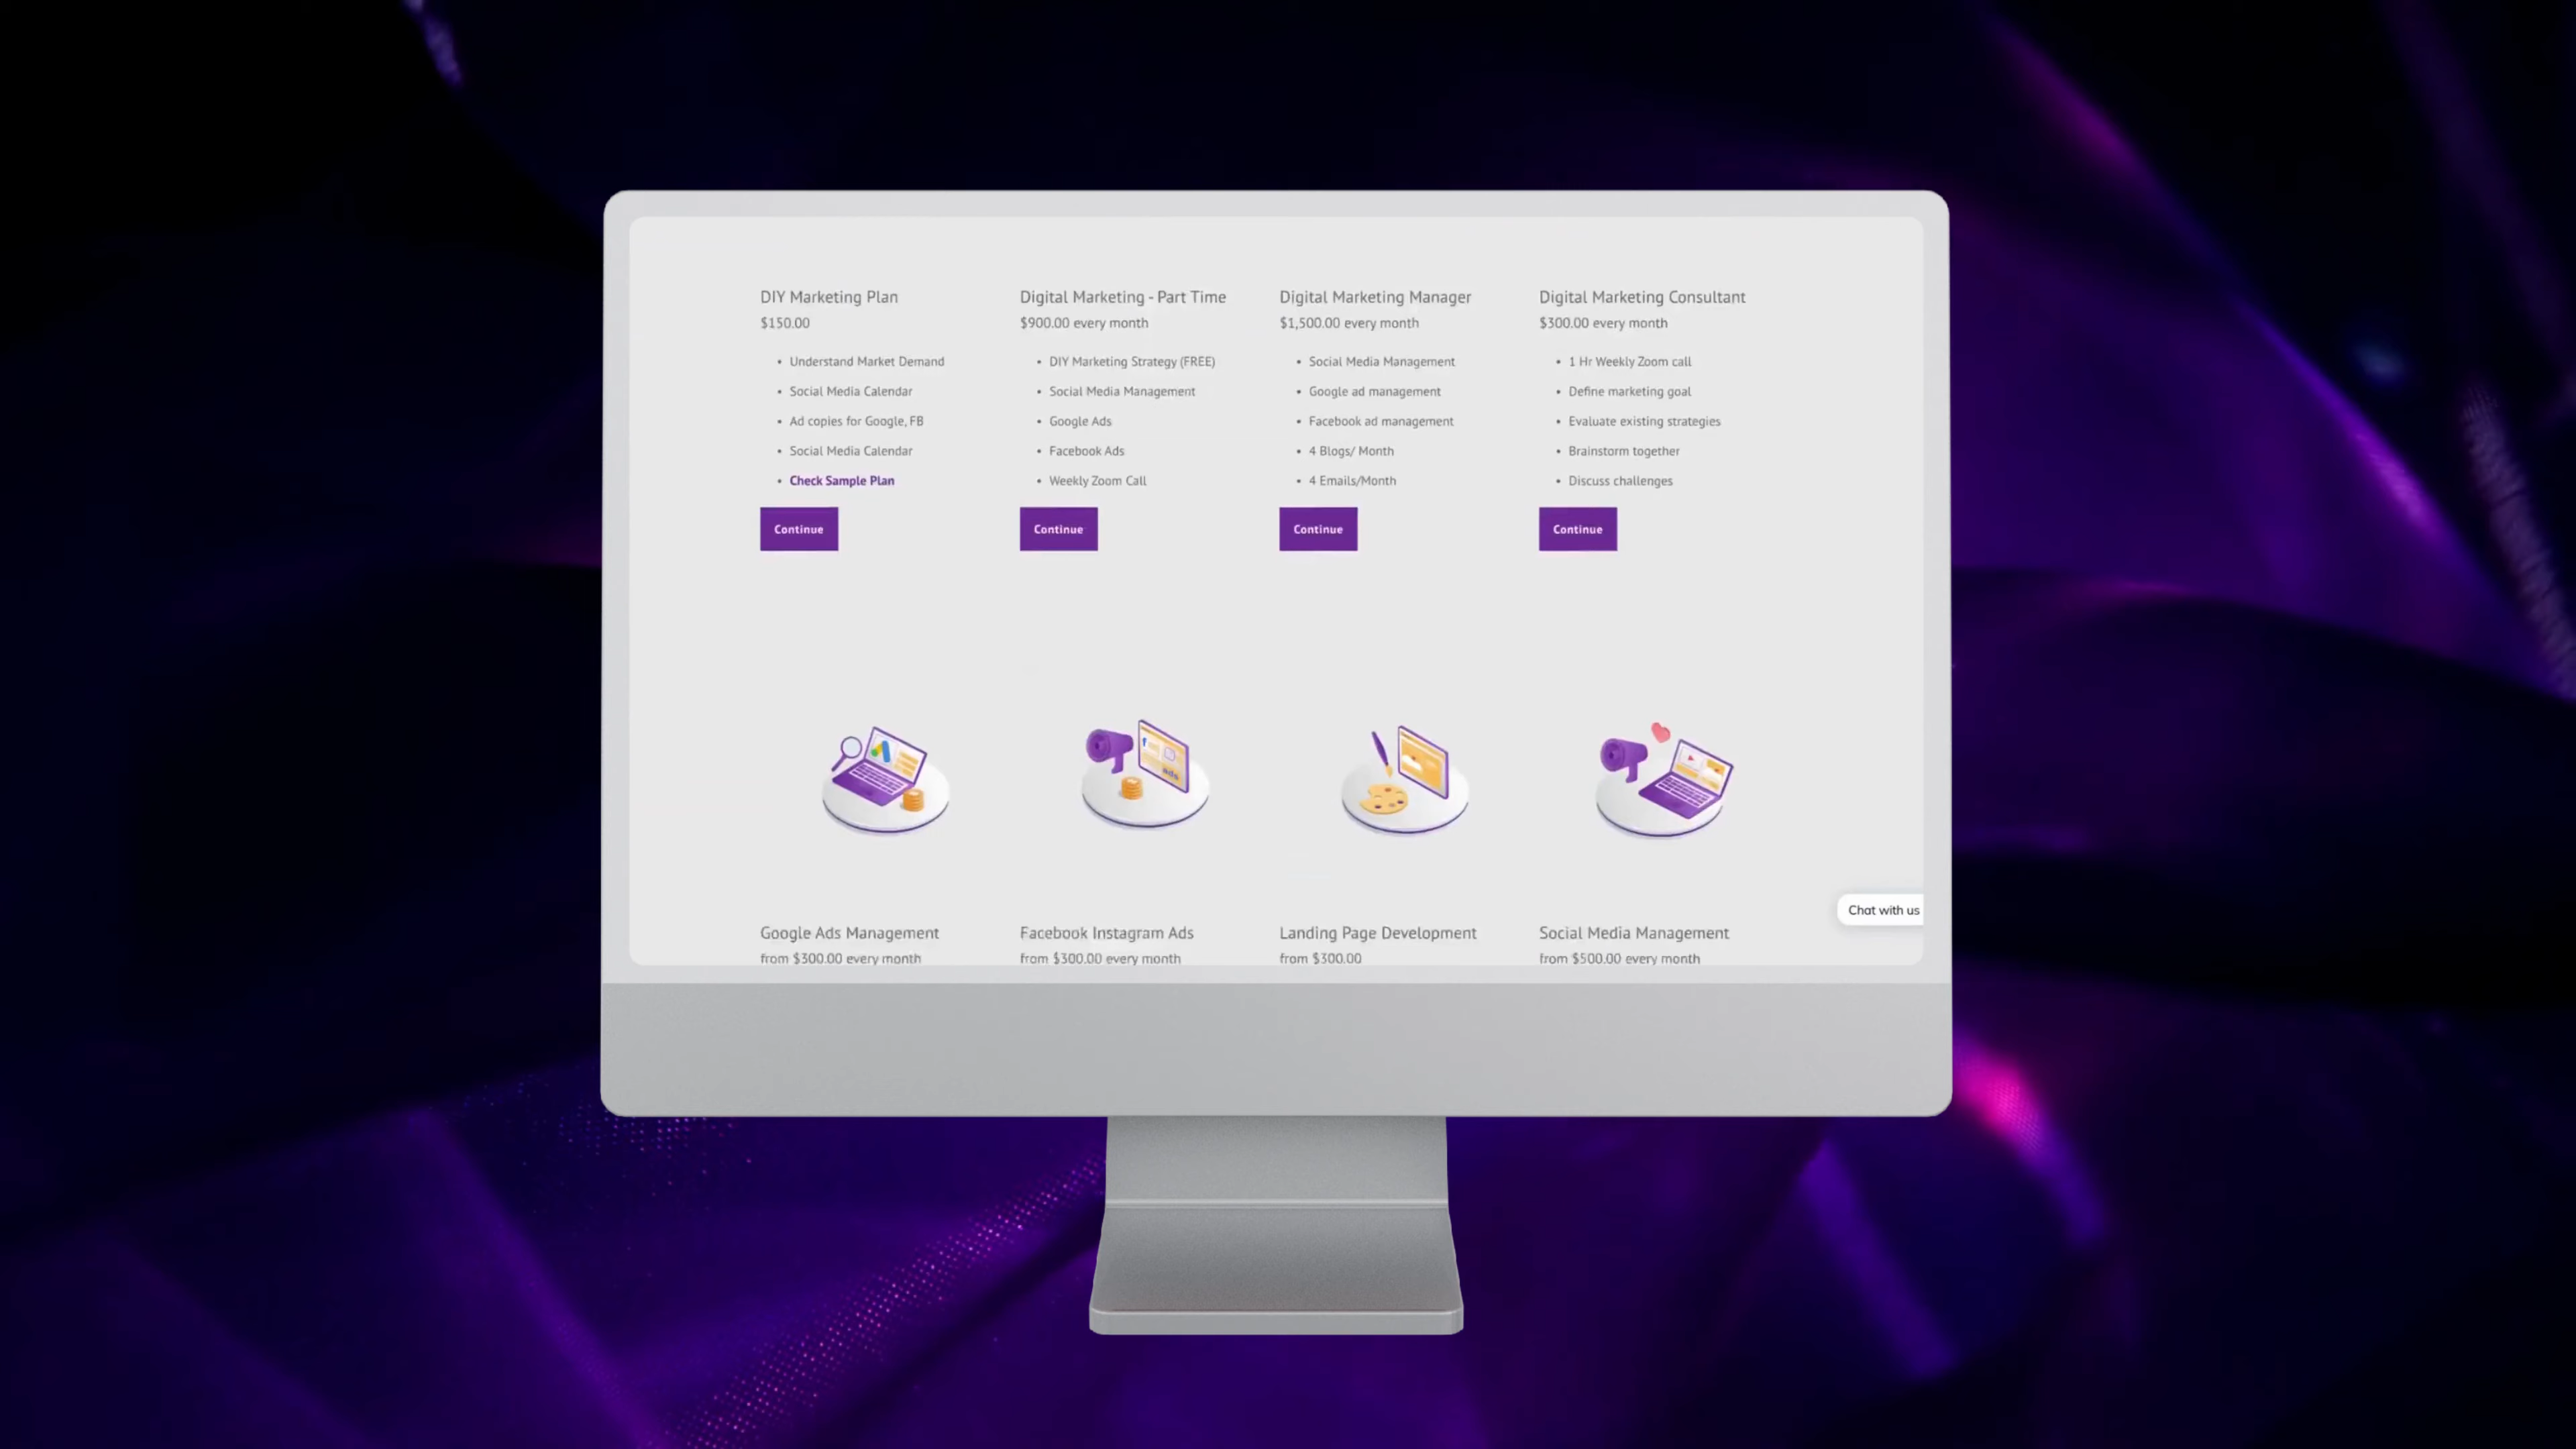 DIY Marketing Plan
$150.00
• Understand Market Demand
• Social Media Calendar
• Ad copies for Google, FB
• Social Media Calendar
• Check Sample Plan
Continue
Digital Marketing - Part Time
$900.00 every month
• DIY Marketing Strategy (FREE)
• Social Media Management
• Google Ads
• Facebook Ads
• Weekly Zoom Call
Continue
Digital Marketing Manager
$1,500.00 every month
• Social Media Management
• Google ad management
• Facebook ad management
• 4 Blogs/ Month
• 4 Emails/Month
Continue
Digital Marketing Consultant
$300.00 every month
• 1 Hr Weekly Zoom call
• Define marketing goal
• Evaluate existing strategies
• Brainstorm together
• Discuss challenges
Continue
f
ads
Chat with us
Google Ads Management
from $300.00 every month
Facebook Instagram Ads
from $300.00 every month
Landing Page Development
from $300.00
Social Media Management
from $500.00 every month